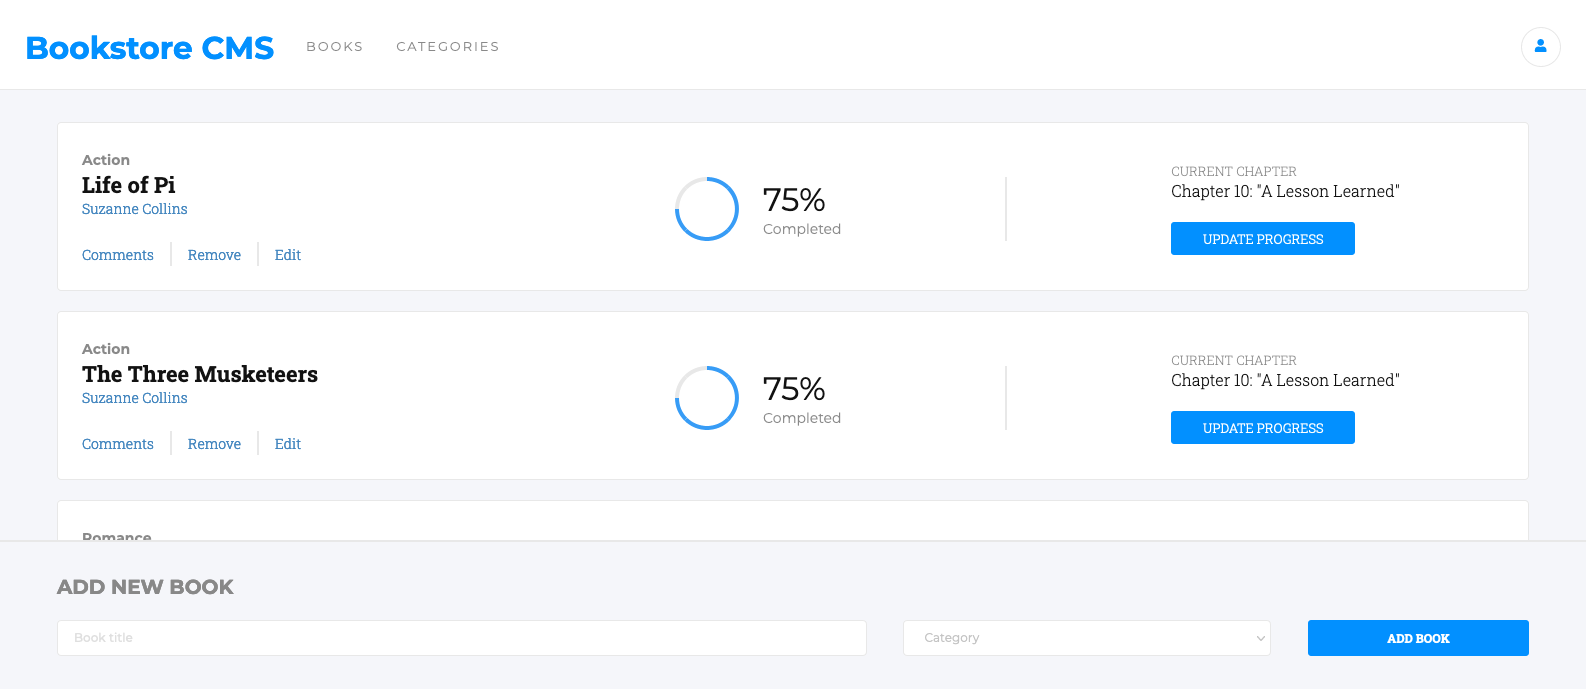 Bookstore CMS
BOOKS
CATEGORIES
Action
Life of Pi
Suzanne Collins
Comments
Remove
Edit
75%
Completed
CURRENT CHAPTER
Chapter 10: "A Lesson Learned"
UPDATE PROGRESS
Action
The Three Musketeers
Suzanne Collins
Comments
Remove
Edit
75%
Completed
CURRENT CHAPTER
Chapter 10: "A Lesson Learned"
UPDATE PROGRESS
Romance
ADD NEW BOOK
Book title
Category
ADD BOOK